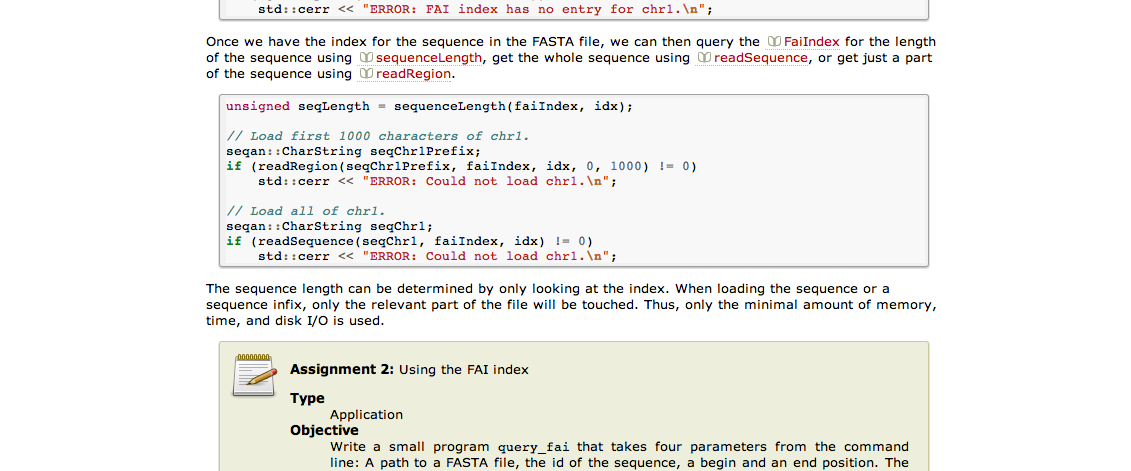 std::cerr << "ERROR: FAI index has no entry for chr1.\n";
Once we have the index for the sequence in the FASTA file, we can then query the FaiIndex for the length
of the sequence using sequenceLength, get the whole sequence using readSequence, or get just a part
of the sequence using readRegion.
unsigned seqLength = sequenceLength(faiIndex, idx);
// Load first 1000 characters of chr1.
seqan::CharString seqChr1Prefix;
if (readRegion(seqChr1Prefix, faiIndex, idx, 0, 1000) != 0)
    std::cerr << "ERROR: Could not load chr1.\n";
// Load all of chr1.
seqan::CharString seqChr1;
if (readSequence(seqChr1, faiIndex, idx) != 0)
    std::cerr << "ERROR: Could not load chr1.\n";
The sequence length can be determined by only looking at the index. When loading the sequence or a
sequence infix, only the relevant part of the file will be touched. Thus, only the minimal amount of memory,
time, and disk I/O is used.
Assignment 2: Using the FAI index
Type
Application
Objective
Write a small program query_fai that takes four parameters from the command
line: A path to a FASTA file, the id of the sequence, a begin and an end position. The